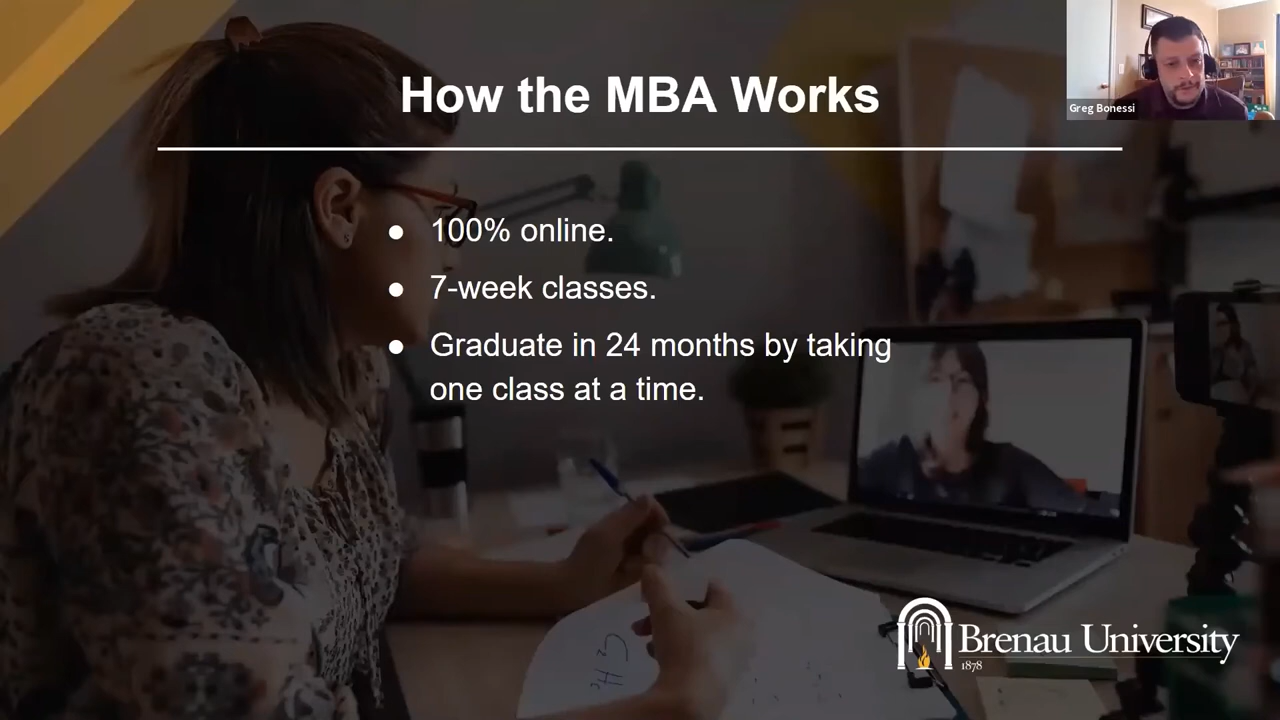 How the MBA Works
Greg Bonessi
● 100% online.
● 7-week classes.
● Graduate in 24 months by taking
one class at a time.
Brenau University
1878